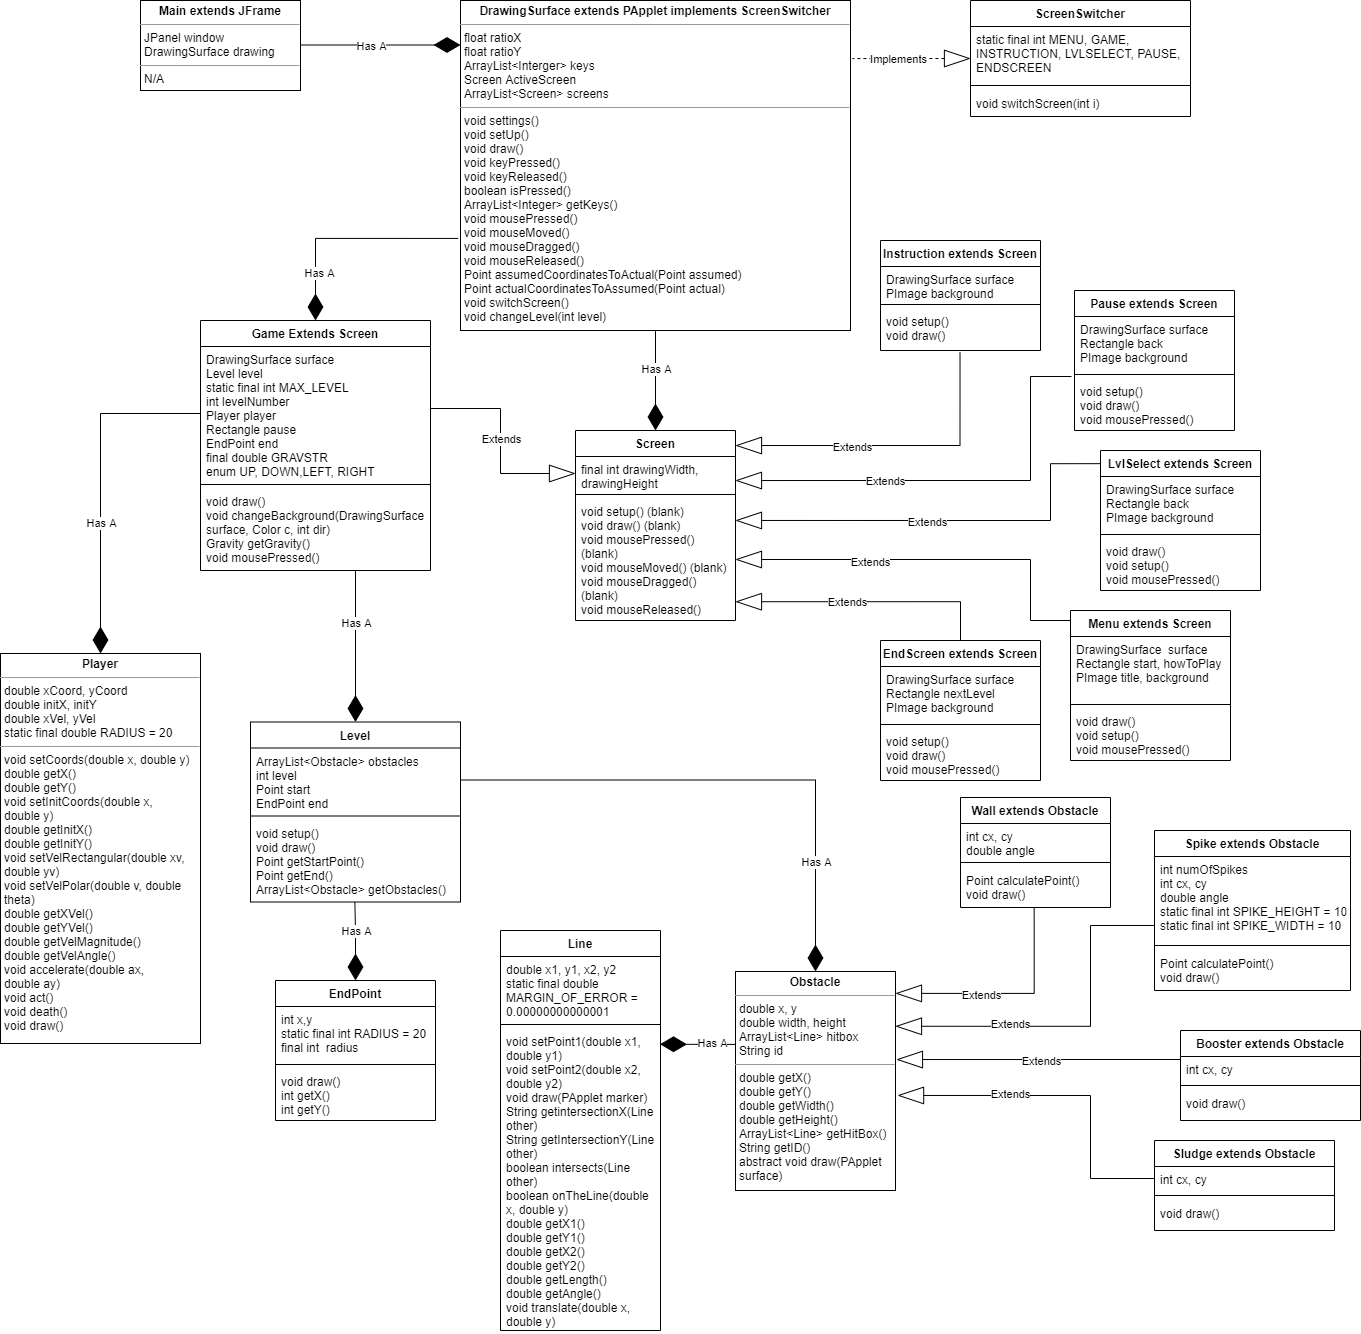 Main extends JFrame
JPanel window
DrawingSurface drawing
N/A
Has A
DrawingSurface extends PApplet implements ScreenSwitcher
float ratioX
float ratioY
ArrayList<Interger> keys
Screen ActiveScreen
ArrayList<Screen> screens
void settings()
void setUp()
void draw()
void keyPressed()
void keyReleased()
boolean isPressed()
ArrayList<Integer> getKeys()
void mousePressed()
void mouseMoved()
void mouseDragged()
void mouseReleased()
Point assumedCoordinatesToActual(Point assumed)
Point actualCoordinatesToAssumed(Point actual)
void switchScreen()
void changeLevel(int level)
Implements
ScreenSwitcher
static final int MENU, GAME,
INSTRUCTION, LVLSELECT, PAUSE,
ENDSCREEN
void switchScreen(int i)
Has A
Game Extends Screen
DrawingSurface surface
Level level
static final int MAX_LEVEL
int levelNumber
Player player
Rectangle pause
EndPoint end
final double GRAVSTR
enum UP, DOWN,LEFT, RIGHT
void draw()
void changeBackground(DrawingSurface
surface, Color c, int dir)
Gravity getGravity()
void mousePressed()
Has A
Extends
Screen
final int drawingWidth,
drawingHeight
void setup() (blank)
void draw() (blank)
void mousePressed()
(blank)
void mouseMoved() (blank)
void mouseDragged()
(blank)
void mouseReleased()
Instruction extends Screen
DrawingSurface surface
PImage background
void setup()
void draw()
Extends
Pause extends Screen
DrawingSurface surface
Rectangle back
PImage background
void setup()
void draw()
void mousePressed()
Extends
LvlSelect extends Screen
DrawingSurface surface
Rectangle back
PImage background
void draw()
void setup()
void mousePressed()
Extends
Menu extends Screen
DrawingSurface  surface
Rectangle start, howToPlay
PImage title, background
void draw()
void setup()
void mousePressed()
Extends
EndScreen extends Screen
DrawingSurface surface
Rectangle nextLevel
PImage background
void setup()
void draw()
void mousePressed()
Extends
Has A
Player
double xCoord, yCoord
double initX, initY
double xVel, yVel
static final double RADIUS = 20
void setCoords(double x, double y)
double getX()
double getY()
void setInitCoords(double x,
double y)
double getInitX()
double getInitY()
void setVelRectangular(double xv,
double yv)
void setVelPolar(double v, double
theta)
double getXVel()
double getYVel()
double getVelMagnitude()
double getVelAngle()
void accelerate(double ax,
double ay)
void act()
void death()
void draw()
Has A
Level
ArrayList<Obstacle> obstacles
int level
Point start
EndPoint end
void setup()
void draw()
Point getStartPoint()
Point getEnd()
ArrayList<Obstacle> getObstacles()
Has A
EndPoint
int x,y
static final int RADIUS = 20
final int  radius
void draw()
int getX()
int getY()
Has A
Line
double x1, y1, x2, y2
static final double
MARGIN_OF_ERROR =
0.00000000000001
void setPoint1(double x1,
double y1)
void setPoint2(double x2,
double y2)
void draw(PApplet marker)
String getintersectionX(Line
other)
String getIntersectionY(Line
other)
boolean intersects(Line
other)
boolean onTheLine(double
x, double y)
double getX1()
double getY1()
double getX2()
double getY2()
double getLength()
double getAngle()
void translate(double x,
double y)
Has A
Obstacle
double x, y
double width, height
ArrayList<Line> hitbox
String id
double getX()
double getY()
double getWidth()
double getHeight()
ArrayList<Line> getHitBox()
String getID()
abstract void draw(PApplet
surface)
Wall extends Obstacle
int cx, cy
double angle
Point calculatePoint()
void draw()
Extends
Spike extends Obstacle
int numOfSpikes
int cx, cy
double angle
static final int SPIKE_HEIGHT = 10
static final int SPIKE_WIDTH = 10
Point calculatePoint()
void draw()
Extends
Booster extends Obstacle
int cx, cy
void draw()
Extends
Sludge extends Obstacle
int cx, cy
void draw()
Extends